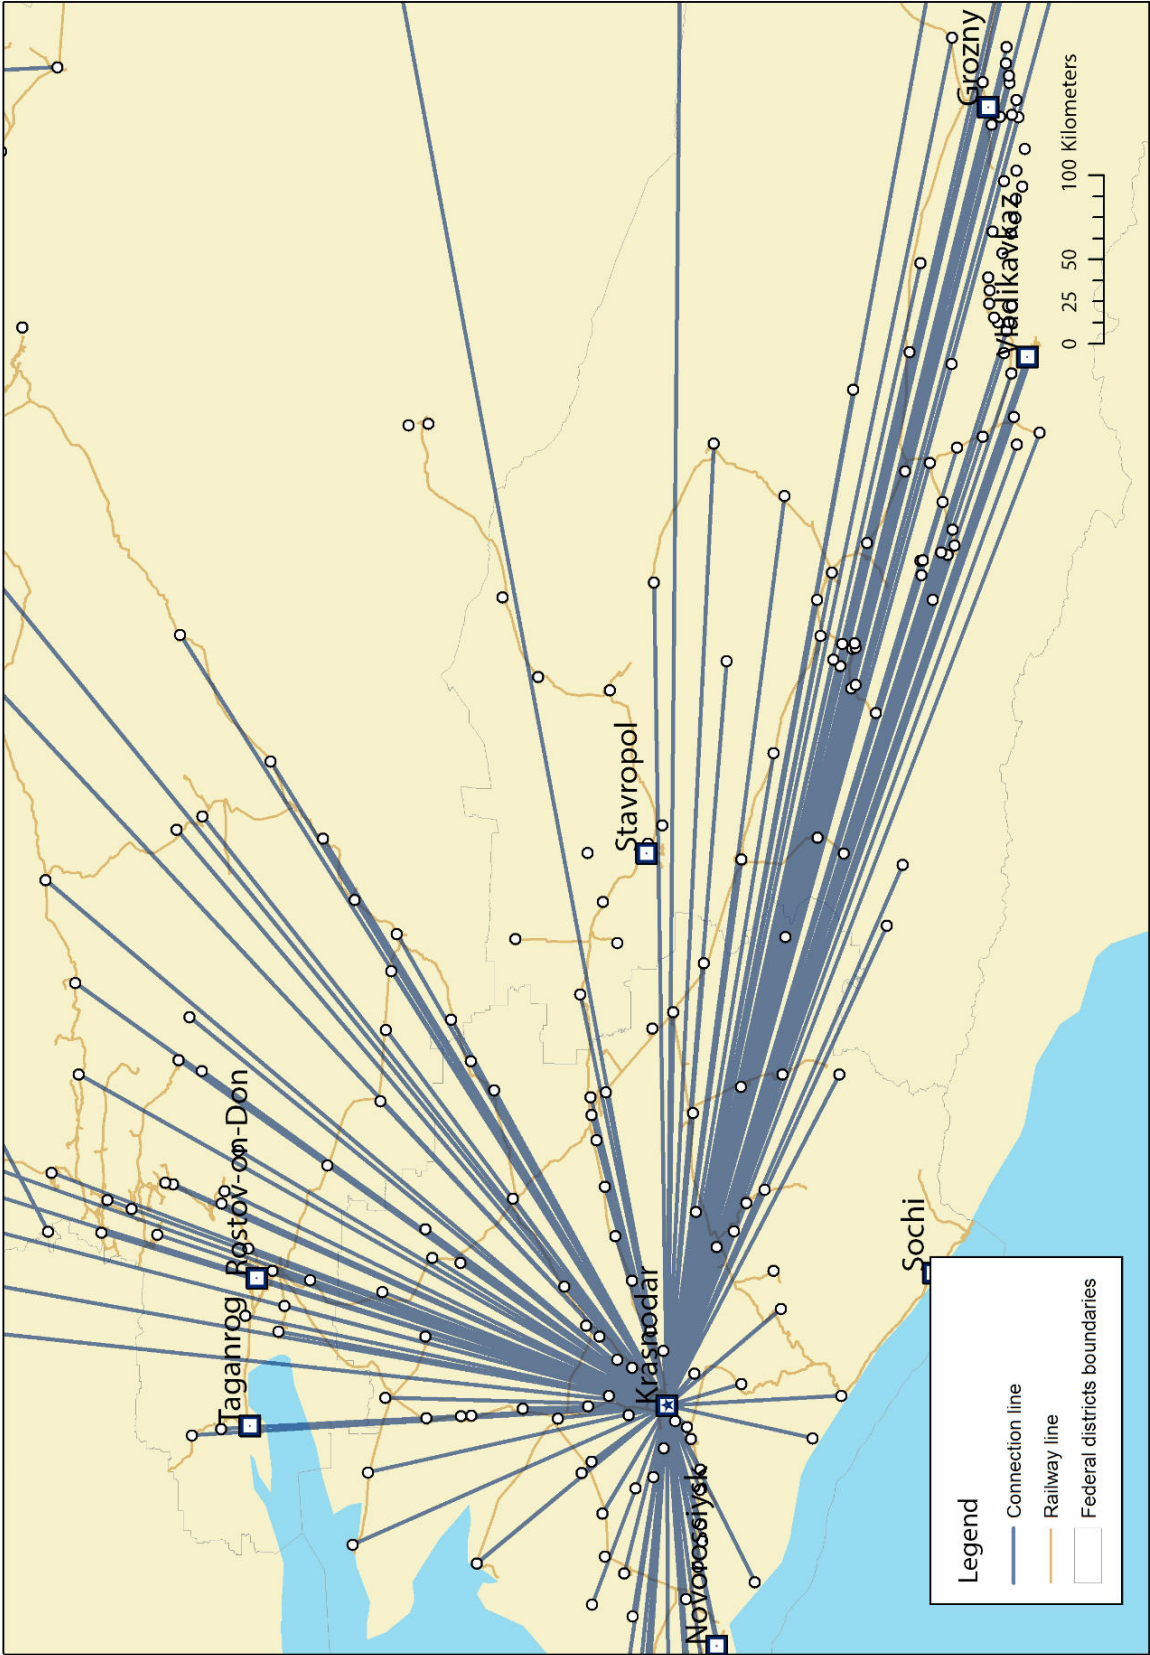 Grozny
Vladikavkaz
Stavropol
Rostov-on-Don
Taganrog
Krasnodar
Sochi
Novorossiysk
0 25 50 100 Kilometers
Legend
Connection line
Railway line
Federal districts boundaries